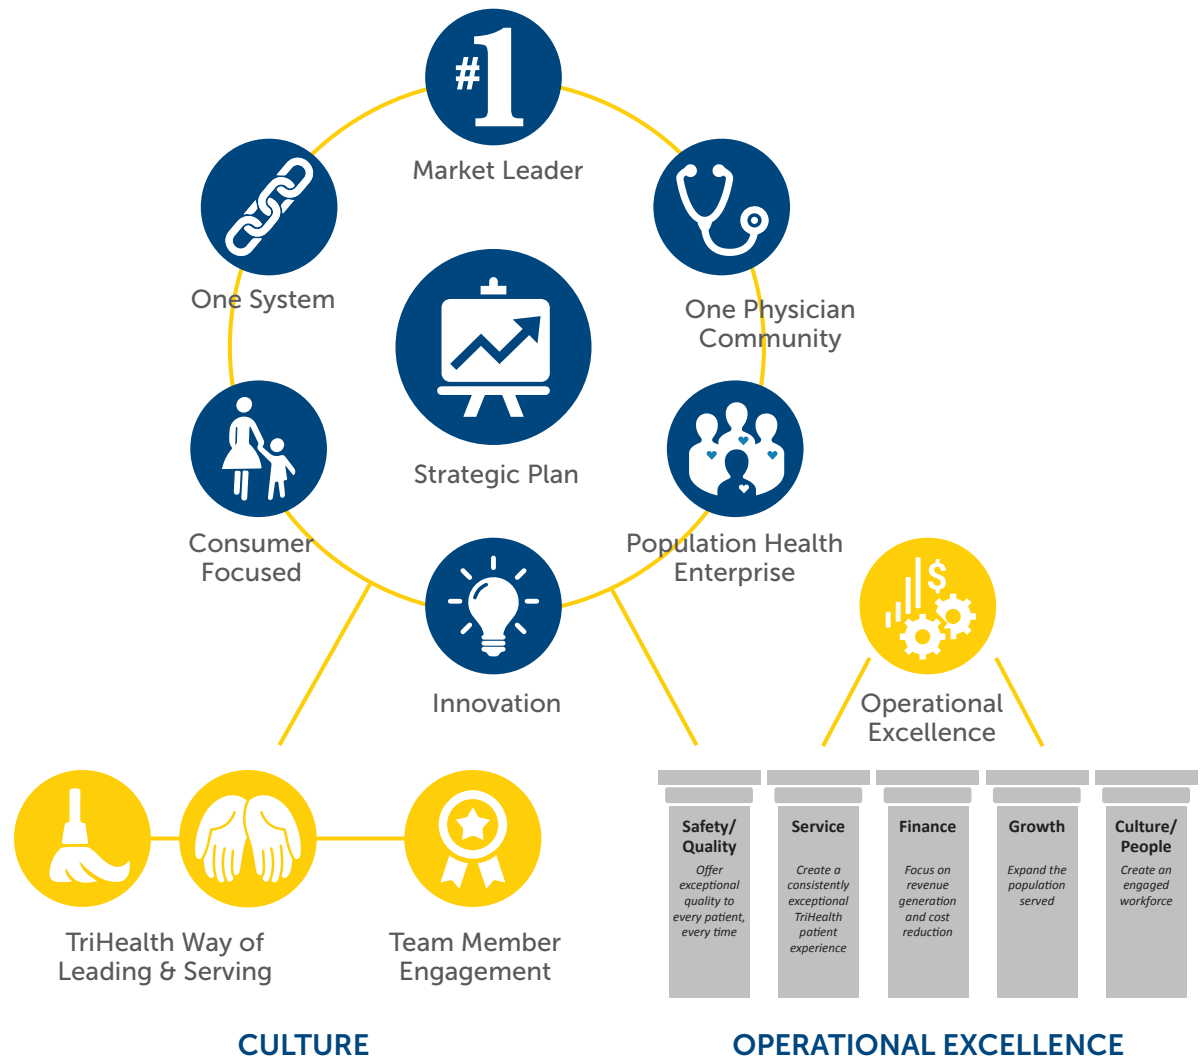 #1
Market Leader
One System
One Physician
Community
Strategic Plan
Consumer
Focused
Population Health
Enterprise
$
Innovation
Operational
Excellence
TriHealth Way of
Leading & Serving
Team Member
Engagement
Safety/
Quality
Offer
exceptional
quality to
every patient,
every time
Service
Create a
consistently
exceptional
TriHealth
patient
experience
Finance
Focus on
revenue
generation
and cost
reduction
Growth
Expand the
population
served
Culture/
People
Create an
engaged
workforce
CULTURE
OPERATIONAL EXCELLENCE